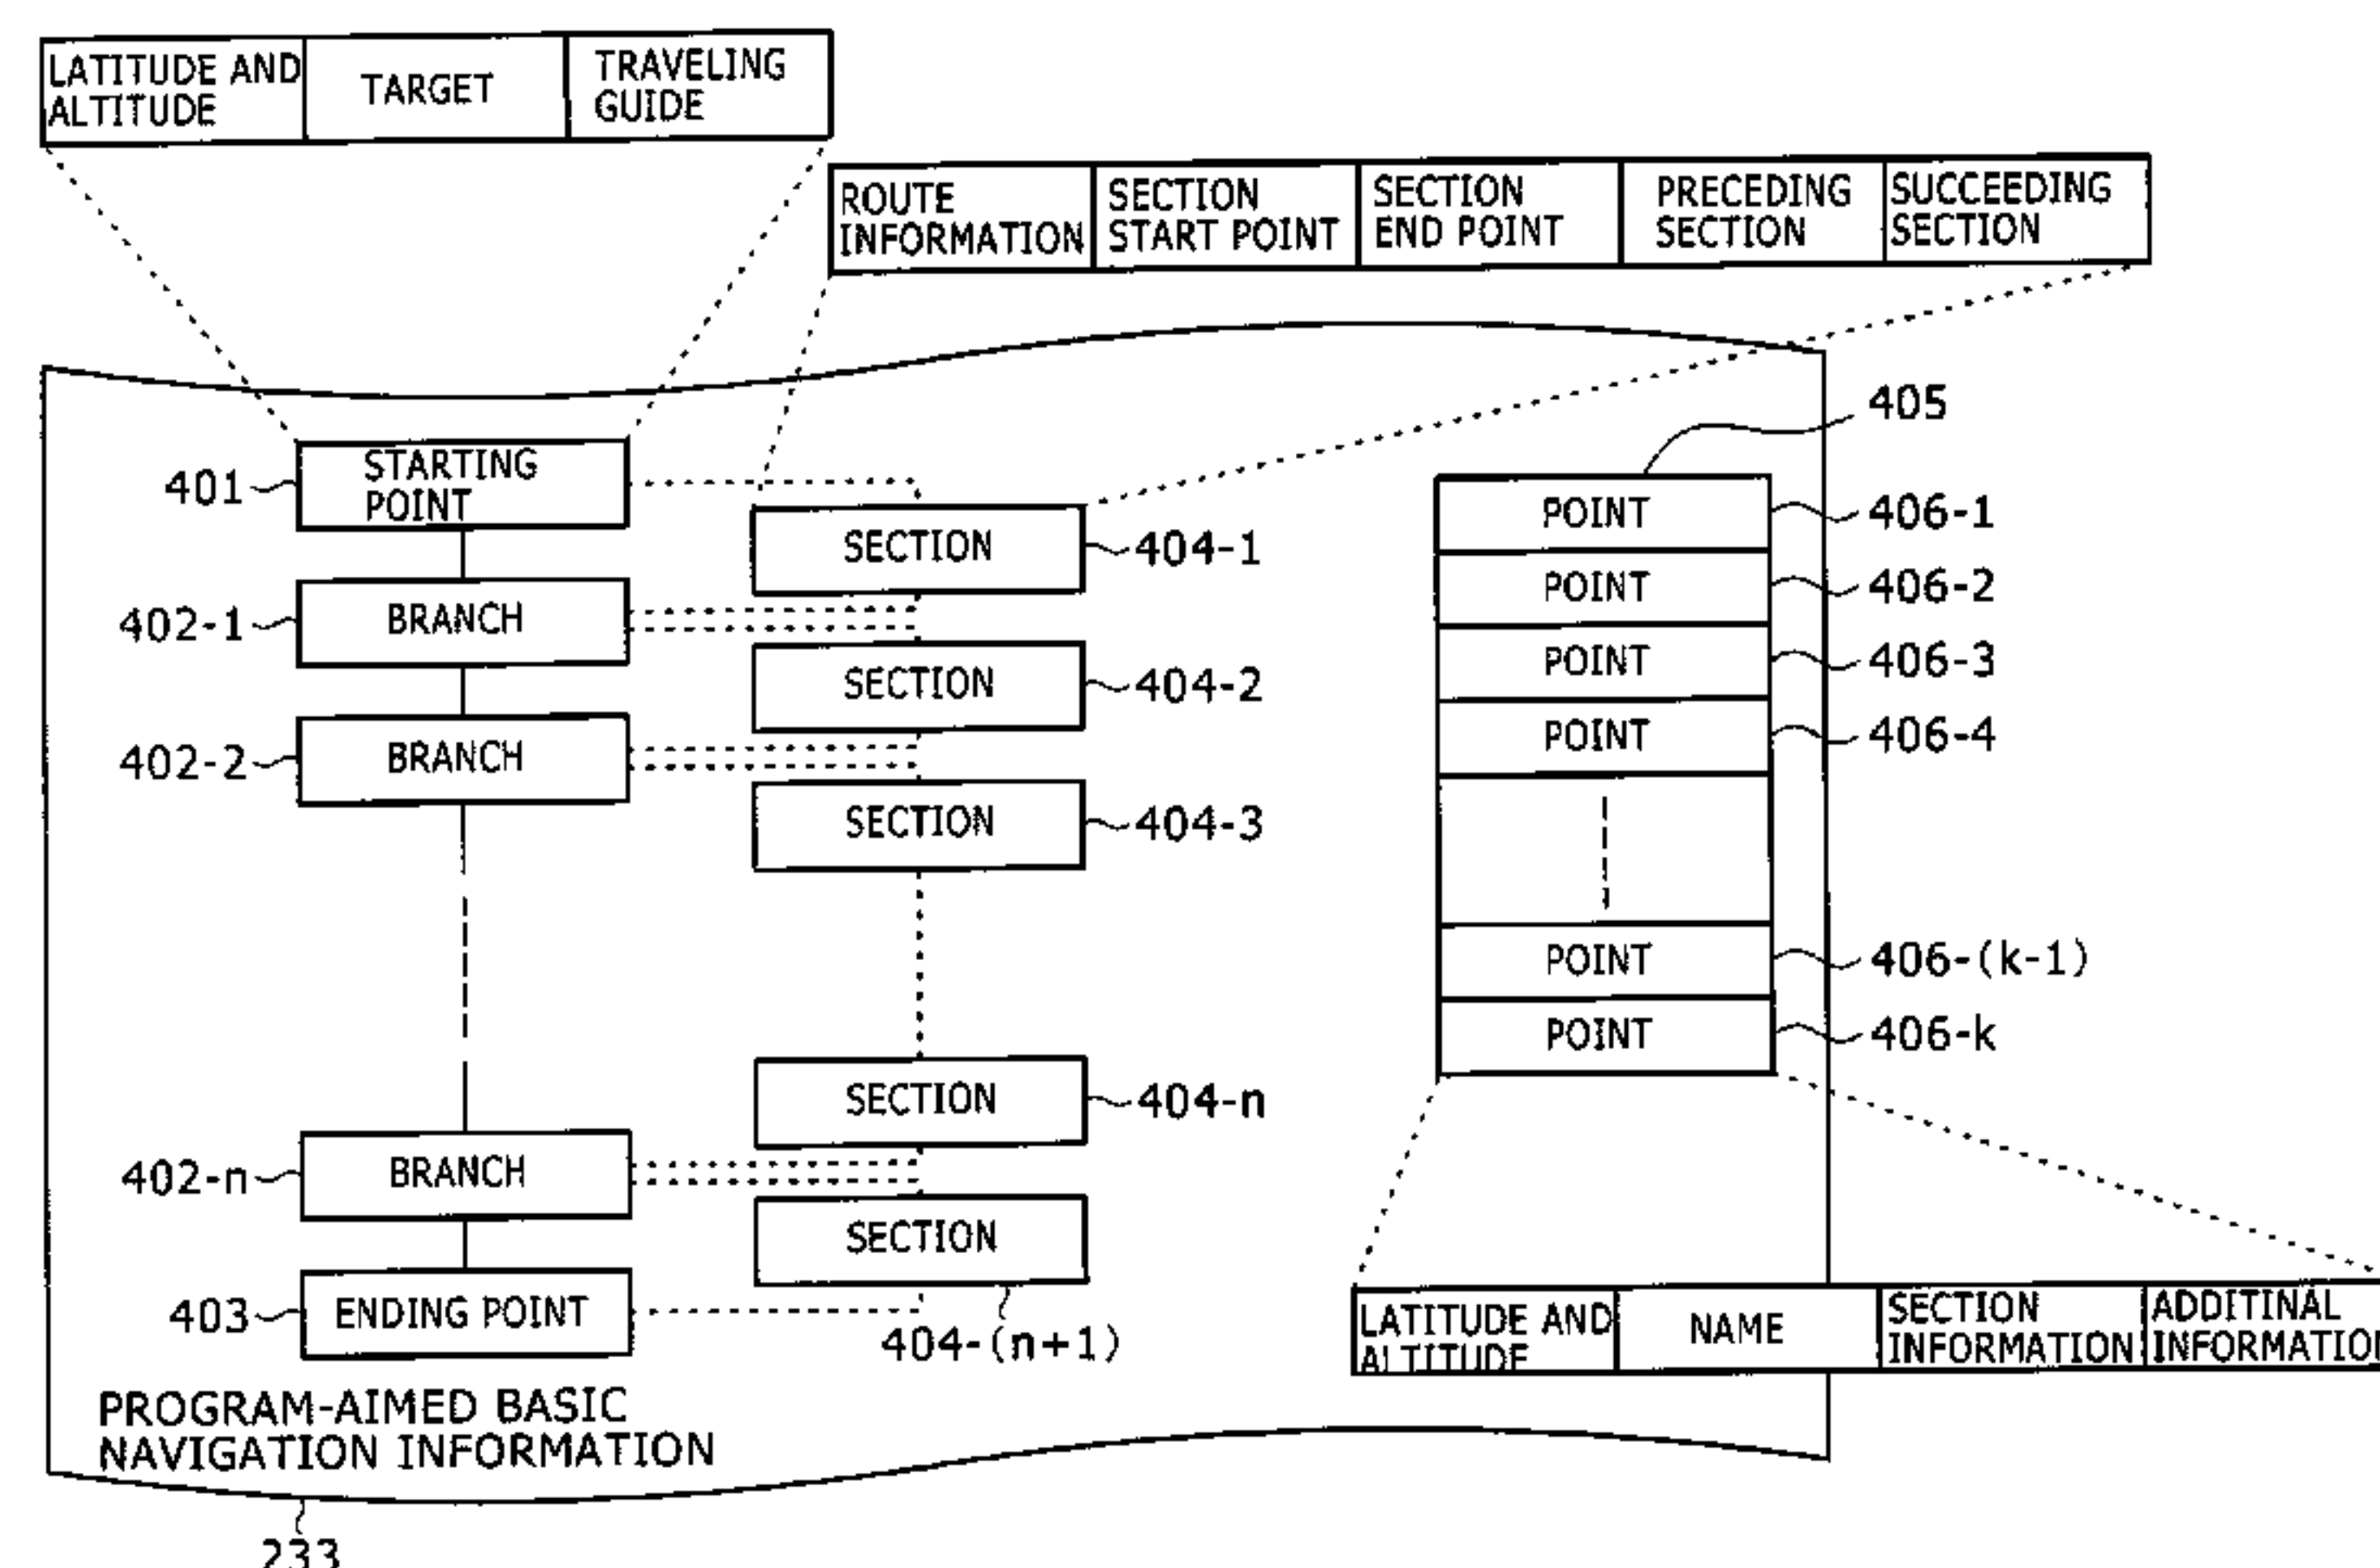 LATITUDE AND
ALTITUDE
TARGET
TRAVELING
GUIDE
ROUTE
INFORMATION
SECTION
START POINT
SECTION
END POINT
PRECEDING
SECTION
SUCCEEDING
SECTION
405
401
STARTING
POINT
SECTION
404-1
402-1
BRANCH
SECTION
404-2
402-2
BRANCH
SECTION
404-3
POINT
406-1
POINT
406-2
POINT
406-3
POINT
406-4
POINT
406-(k-1)
POINT
406-k
SECTION
404-n
402-n
BRANCH
SECTION
404-(n+1)
403
ENDING POINT
LATITUDE AND
ALTITUDE
NAME
SECTION
INFORMATION
ADDITINAL
INFORMATION
PROGRAM-AIMED BASIC
NAVIGATION INFORMATION
233